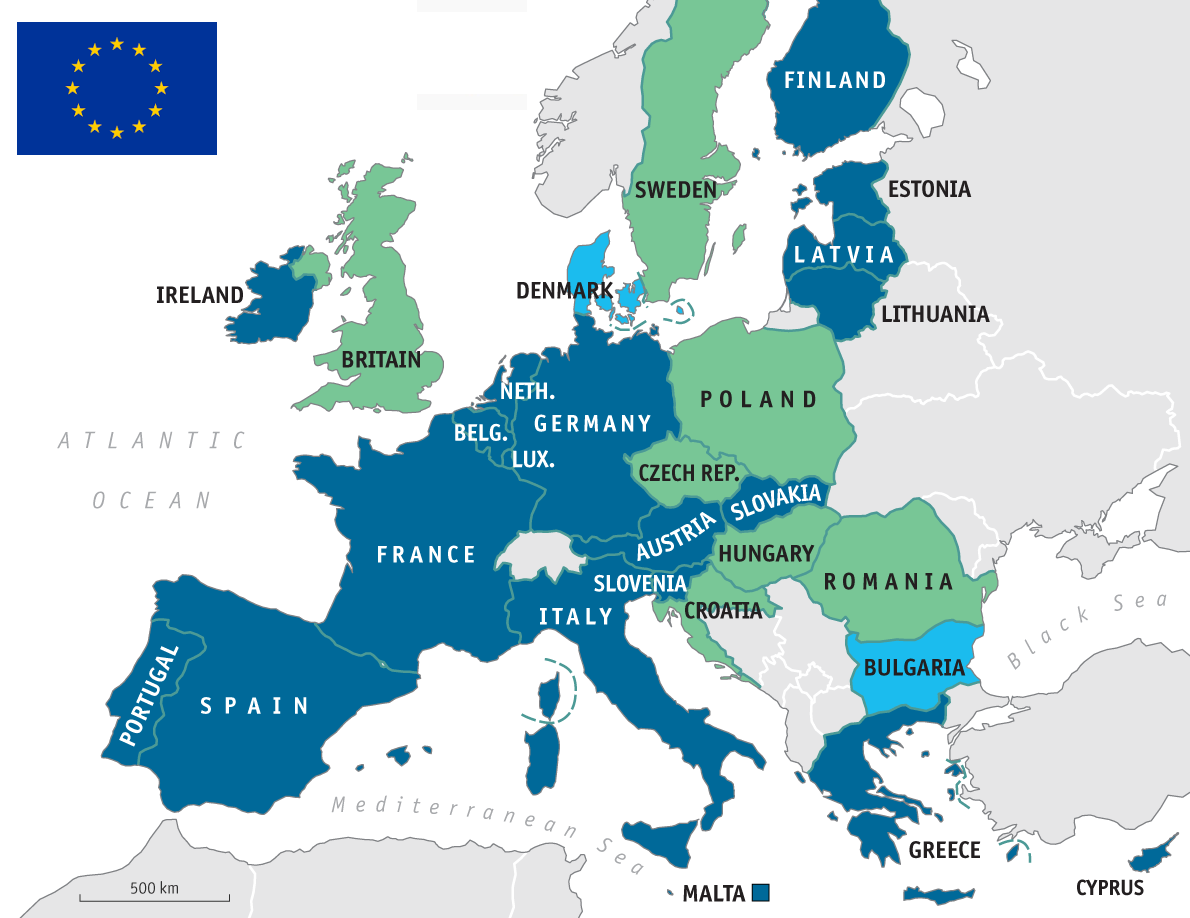 FINLAND
SWEDEN
ESTONIA
LATVIA
DENMARK
IRELAND
LITHUANIA
BRITAIN
NETH.
POLAND
GERMANY
BELG.
ATLANTIC
OCEAN
LUX.
CZECH REP.
SLOVAKIA
AUSTRIA
FRANCE
HUNGARY
SLOVENIA
ROMANIA
CROATIA
ITALY
Black Sea
BULGARIA
PORTUGAL
SPAIN
Mediterranean Sea
GREECE
500 km
MALTA
CYPRUS